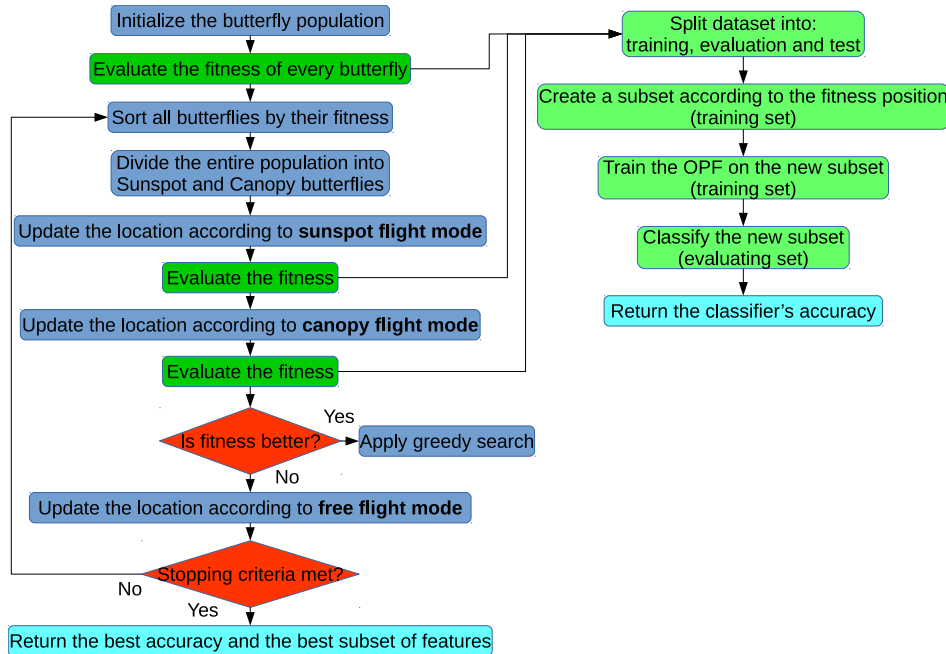 Initialize the butterfly population
Evaluate the fitness of every butterfly
Sort all butterflies by their fitness
Divide the entire population into
Sunspot and Canopy butterflies
Update the location according to sunspot flight mode
Evaluate the fitness
Update the location according to canopy flight mode
Evaluate the fitness
Is fitness better?
Yes
Apply greedy search
No
Update the location according to free flight mode
Stopping criteria met?
No
Yes
Return the best accuracy and the best subset of features
Split dataset into:
training, evaluation and test
Create a subset according to the fitness position
(training set)
Train the OPF on the new subset
(training set)
Classify the new subset
(evaluating set)
Return the classifier's accuracy